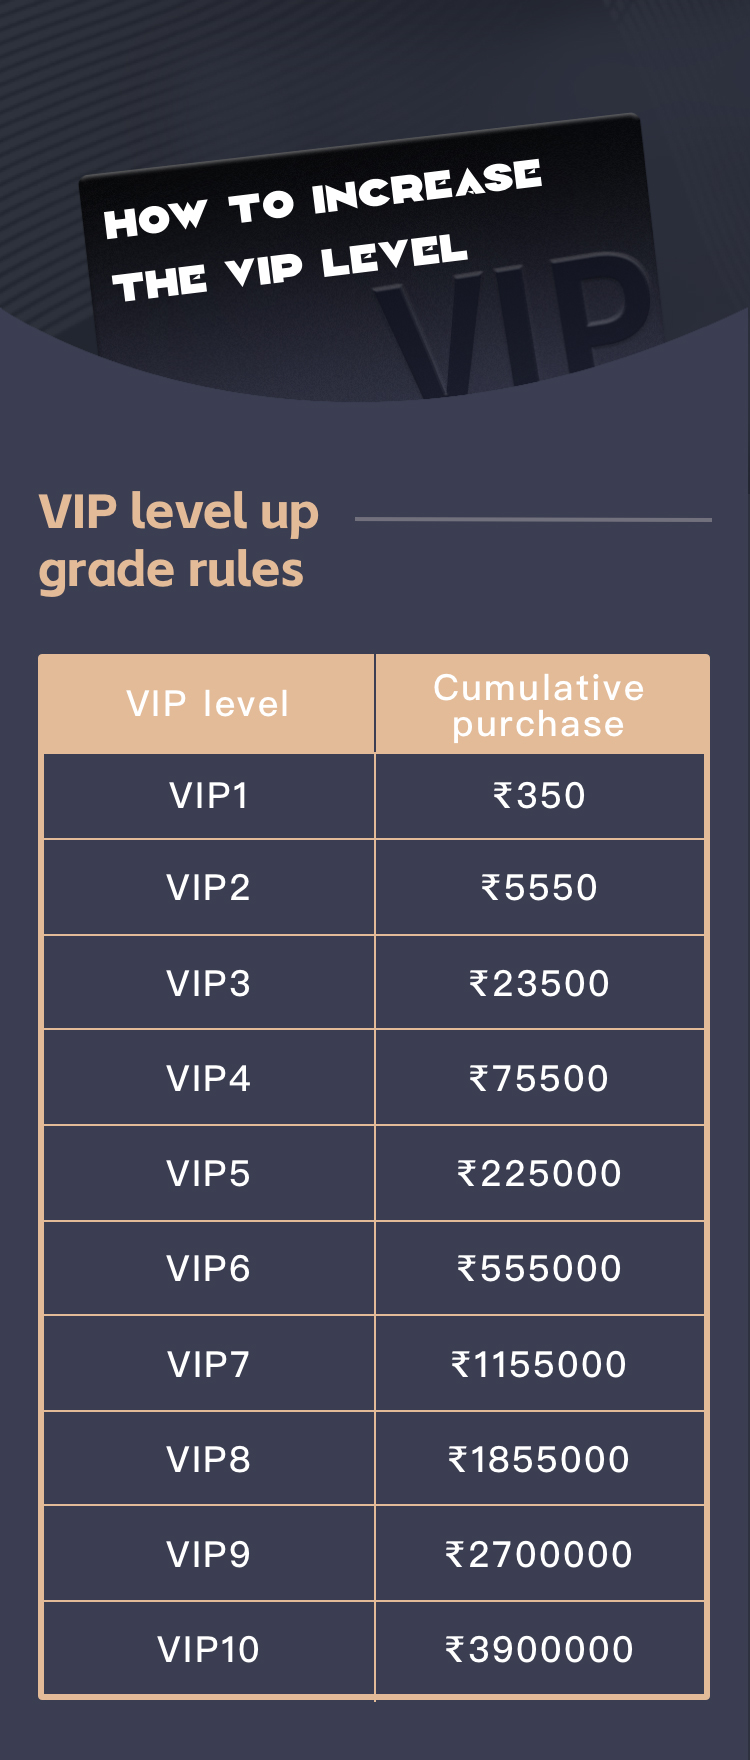 HOW TO INCREASE
THE VIP LEVEL
VIP
VIP level up
grade rules
VIP level
Cumulative
purchase
VIP1
₹350
VIP2
₹5550
VIP3
₹23500
VIP4
₹75500
VIP5
₹225000
VIP6
₹555000
VIP7
₹1155000
VIP8
₹1855000
VIP9
₹2700000
VIP10
₹3900000